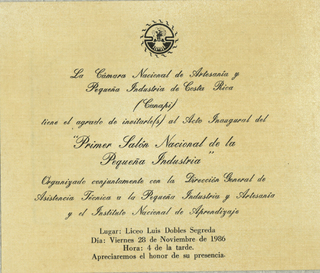 La Cámara Nacional de Artesanía y
Pequeña Industria de Costa Rica
(Canapi)
tiene el agrado de invitarle(s) al Acto Inaugural del
"Primer Salón Nacional de la
Pequeña Industria"
Organizado conjuntamente con la Dirección General de
Asistencia Técnica a la Pequeña Industria y Artesanía
y el Instituto Nacional de Aprendizaje
Lugar: Liceo Luis Dobles Segreda
Día: Viernes 28 de Noviembre de 1986
Hora: 4 de la tarde.
Apreciaremos el honor de su presencia.